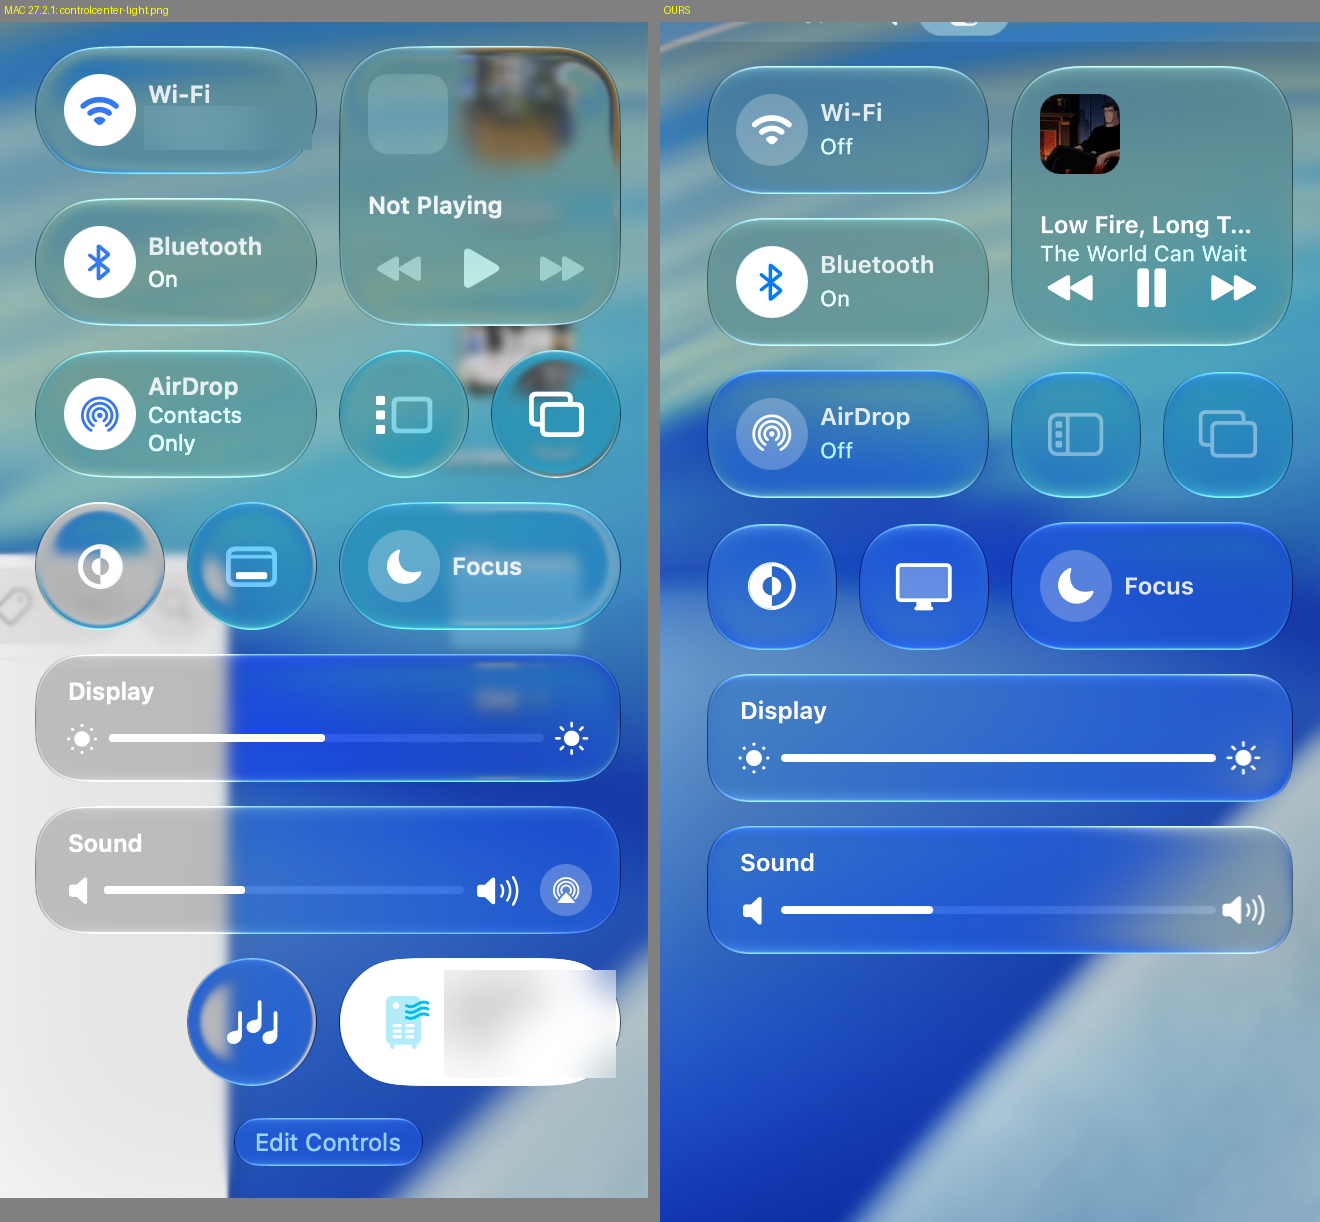 MAC 27.2.1: controlcenter-light.png
Wi-Fi
Not Playing
Bluetooth
On
AirDrop
Contacts
Only
Focus
Display
Sound
Edit Controls
OURS
Wi-Fi
Off
Low Fire, Long T...
The World Can Wait
Bluetooth
On
AirDrop
Off
Focus
Display
Sound